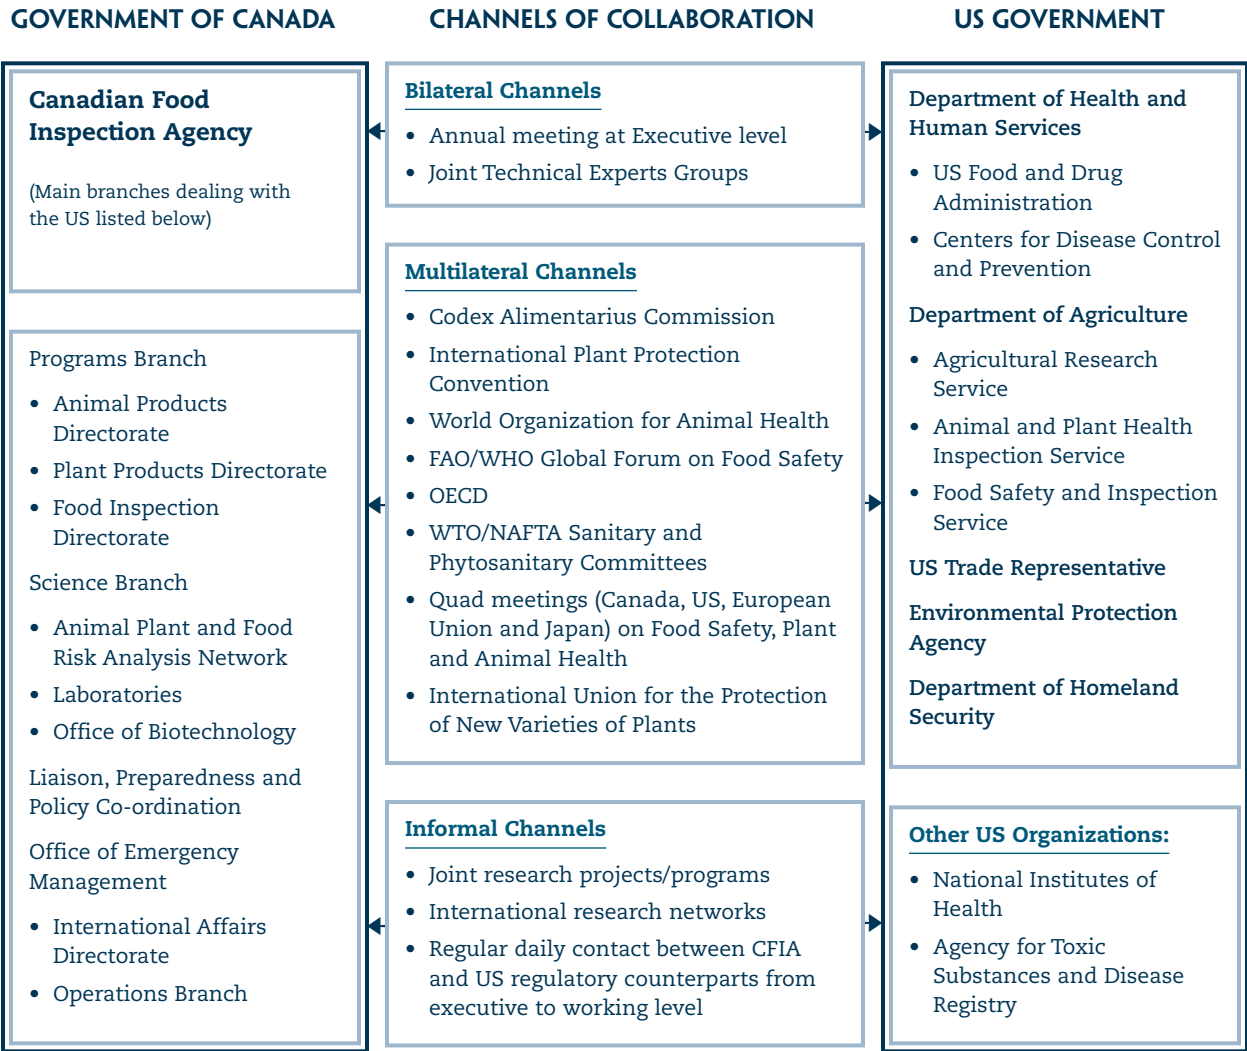 GOVERNMENT OF CANADA
Canadian Food
Inspection Agency
(Main branches dealing with
the US listed below)
Programs Branch
• Animal Products
Directorate
• Plant Products Directorate
• Food Inspection
Directorate
Science Branch
• Animal Plant and Food
Risk Analysis Network
• Laboratories
• Office of Biotechnology
Liaison, Preparedness and
Policy Co-ordination
Office of Emergency
Management
• International Affairs
Directorate
• Operations Branch
CHANNELS OF COLLABORATION
Bilateral Channels
• Annual meeting at Executive level
• Joint Technical Experts Groups
Multilateral Channels
• Codex Alimentarius Commission
• International Plant Protection
Convention
• World Organization for Animal Health
• FAO/WHO Global Forum on Food Safety
• OECD
• WTO/NAFTA Sanitary and
Phytosanitary Committees
• Quad meetings (Canada, US, European
Union and Japan) on Food Safety, Plant
and Animal Health
• International Union for the Protection
of New Varieties of Plants
Informal Channels
• Joint research projects/programs
• International research networks
• Regular daily contact between CFIA
and US regulatory counterparts from
executive to working level
US GOVERNMENT
Department of Health and
Human Services
• US Food and Drug
Administration
• Centers for Disease Control
and Prevention
Department of Agriculture
• Agricultural Research
Service
• Animal and Plant Health
Inspection Service
• Food Safety and Inspection
Service
US Trade Representative
Environmental Protection
Agency
Department of Homeland
Security
Other US Organizations:
• National Institutes of
Health
• Agency for Toxic
Substances and Disease
Registry